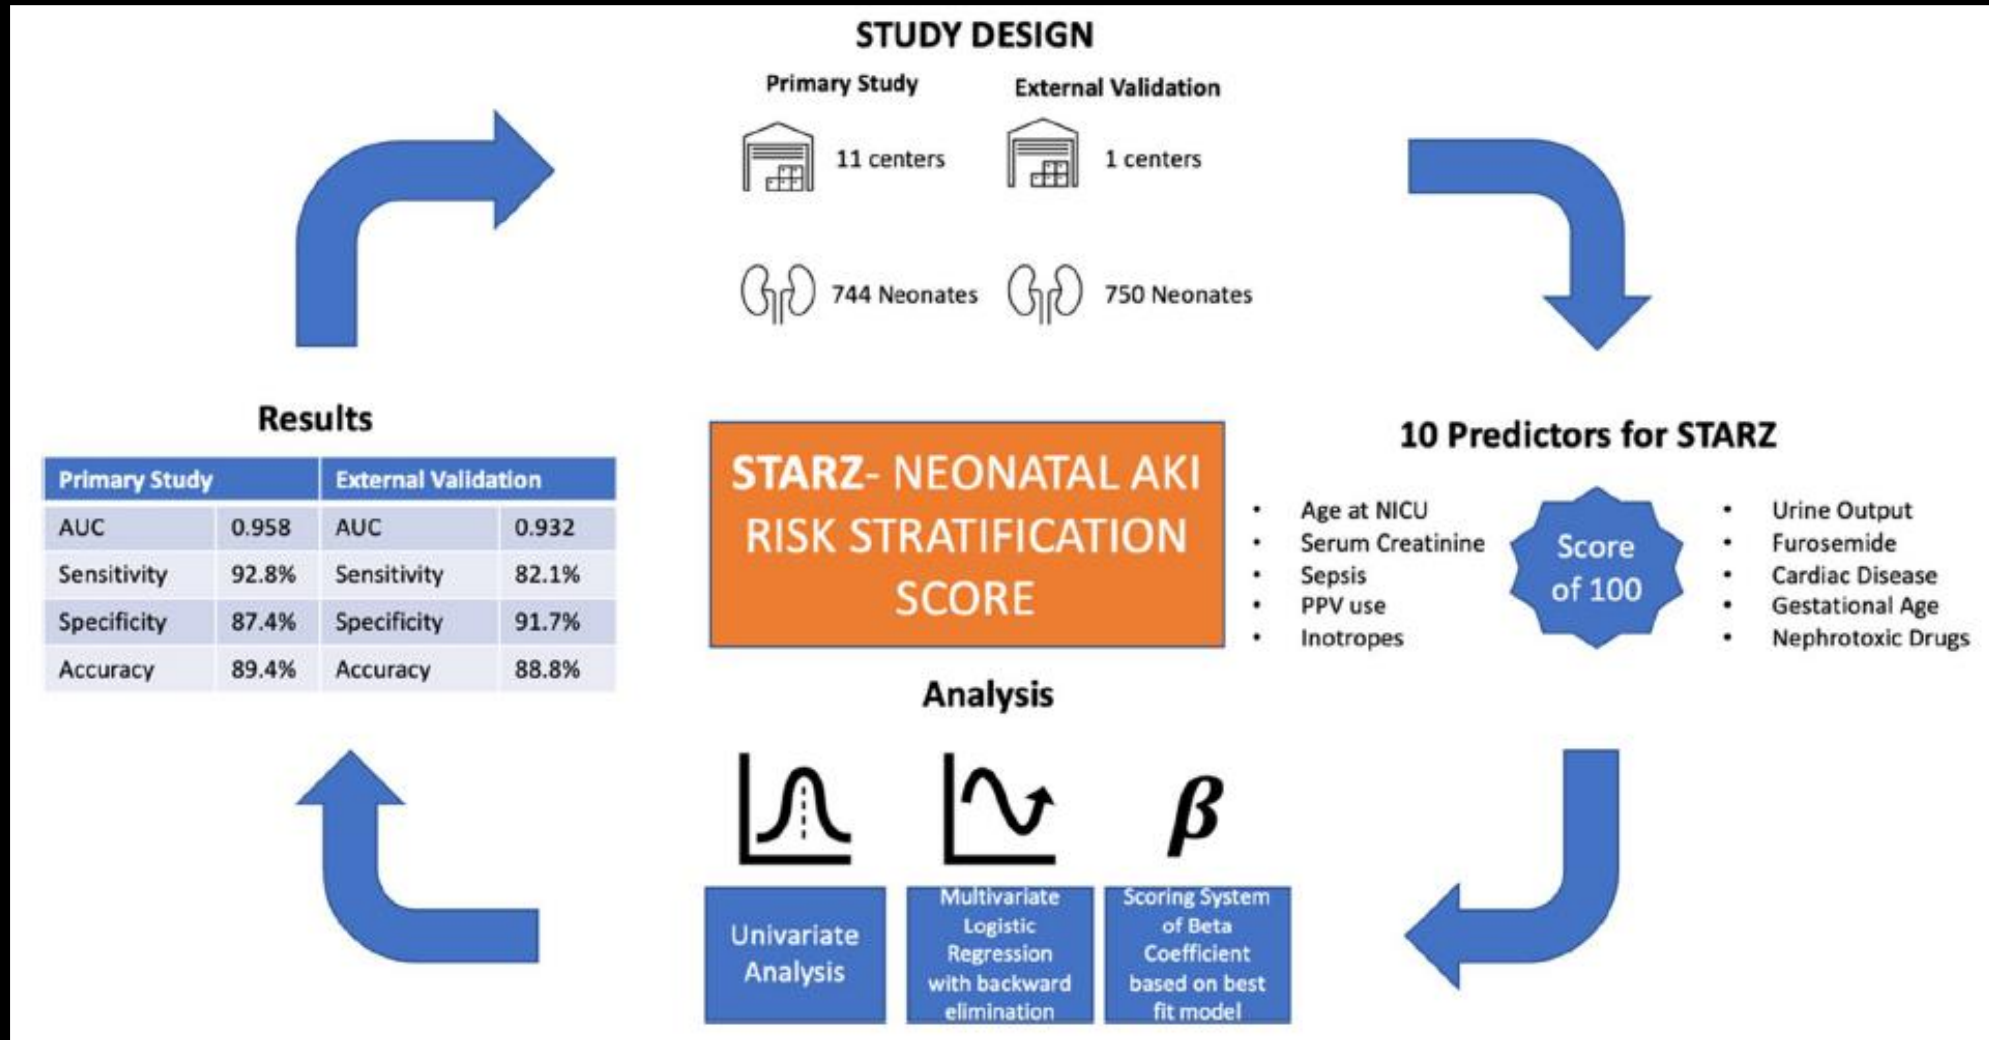 STUDY DESIGN
Primary Study
External Validation
11 centers
1 centers
744 Neonates
750 Neonates
Results
Primary Study
External Validation
AUC 0.958 AUC 0.932
Sensitivity 92.8% Sensitivity 82.1%
Specificity 87.4% Specificity 91.7%
Accuracy 89.4% Accuracy 88.8%
STARZ- NEONATAL AKI
RISK STRATIFICATION
SCORE
10 Predictors for STARZ
• Age at NICU
• Serum Creatinine
• Sepsis
• PPV use
• Inotropes
Score
of 100
• Urine Output
• Furosemide
• Cardiac Disease
• Gestational Age
• Nephrotoxic Drugs
Analysis
β
Univariate
Analysis
Multivariate
Logistic
Regression
with backward
elimination
Scoring System
of Beta
Coefficient
based on best
fit model